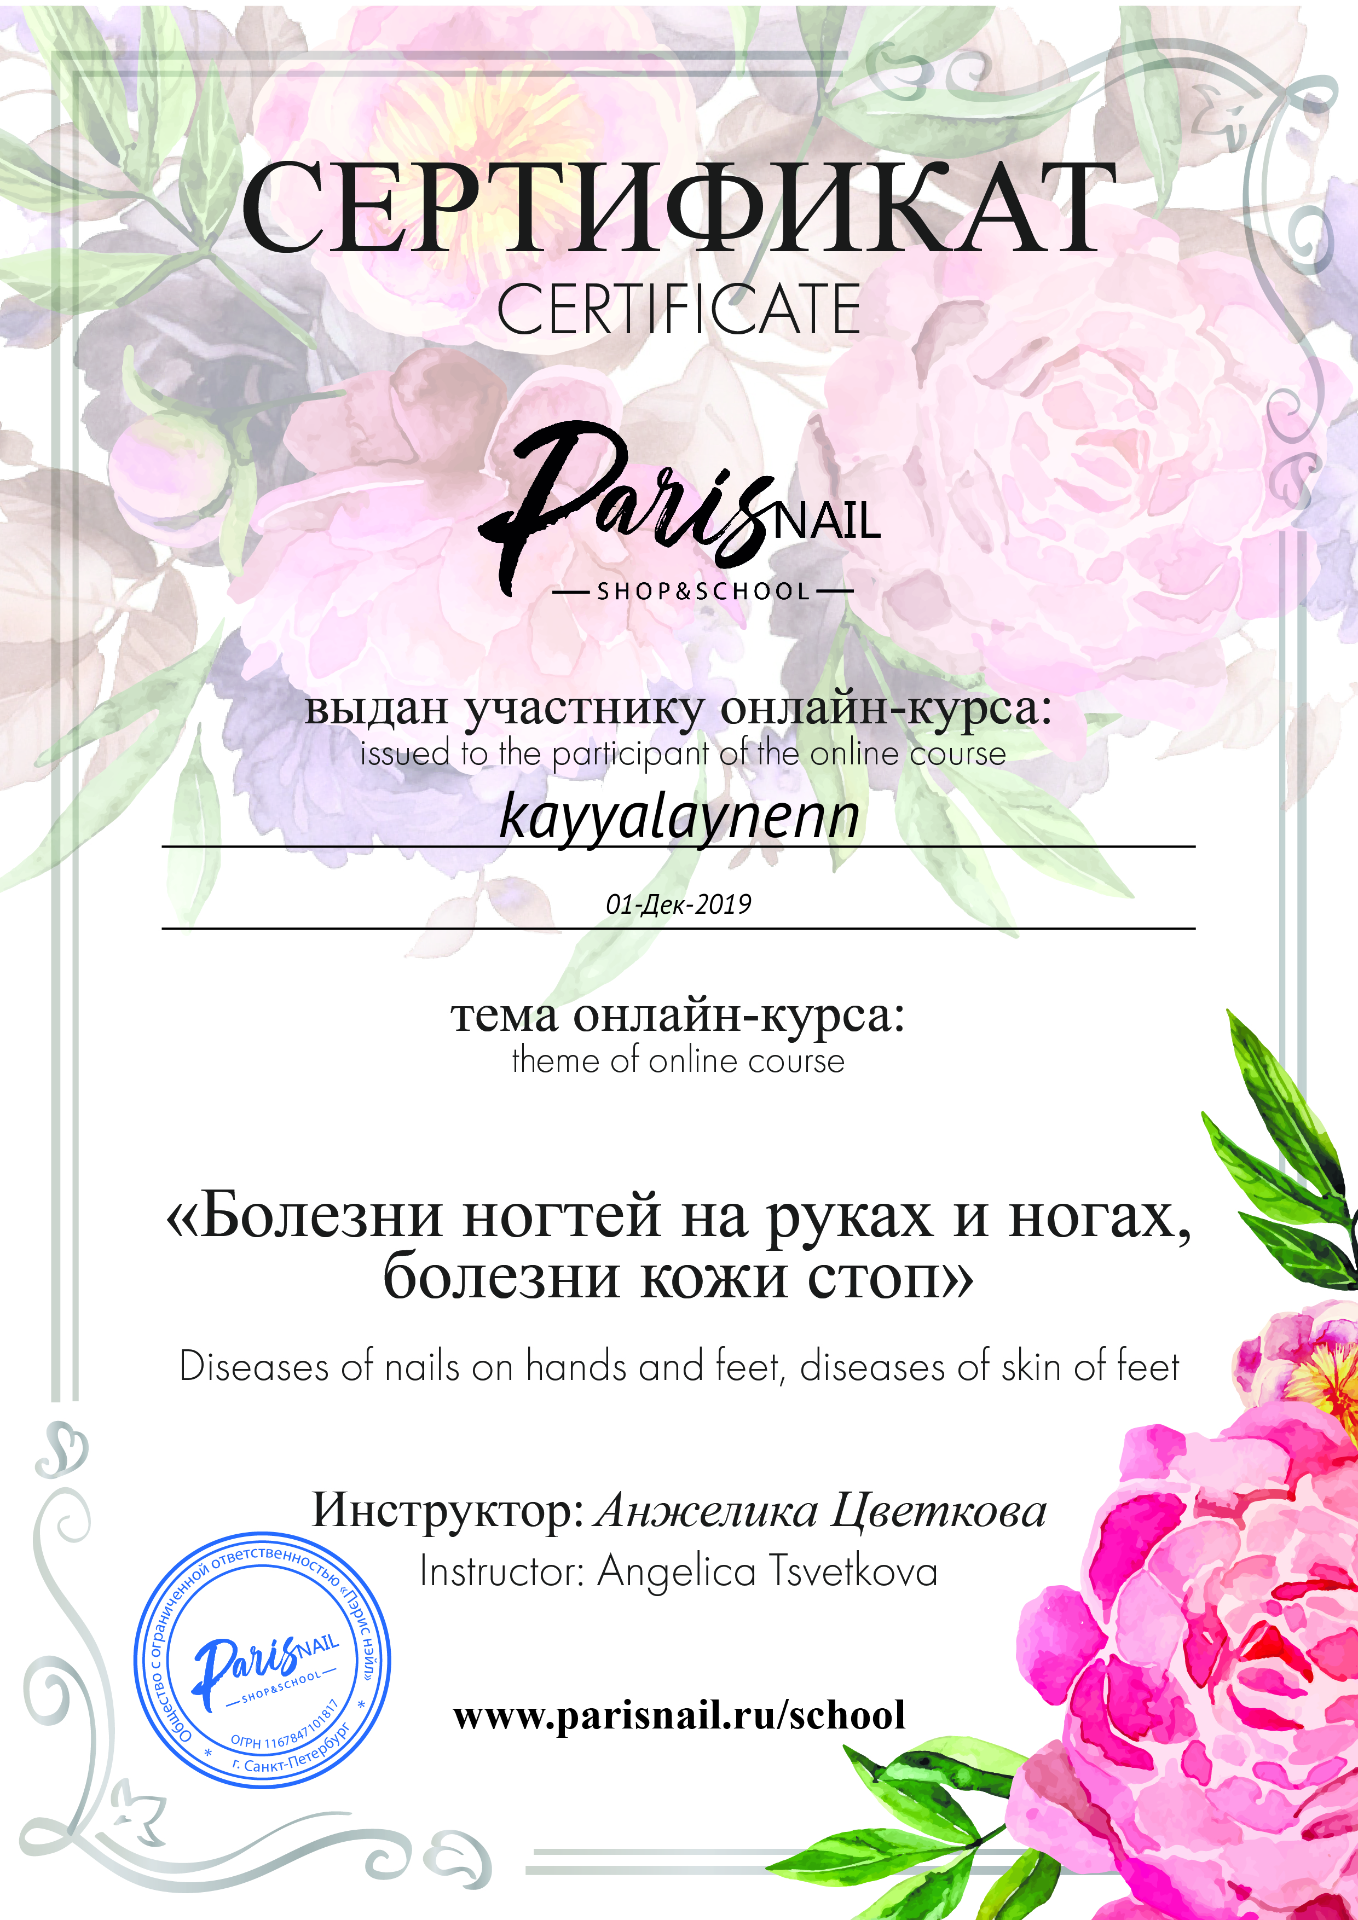 СЕРТИФИКАТ
CERTIFICATE
Paris NAIL
SHOP&SCHOOL
выдан участнику онлайн-курса:
issued to the participant of the online course
kayyalaynenn
01-Дек-2019
тема онлайн-курса:
theme of online course
«Болезни ногтей на руках и ногах,
болезни кожи стоп»
Diseases of nails on hands and feet, diseases of skin of feet
Инструктор: Анжелика Цветкова
Instructor: Angelica Tsvetkova
Общество с ограниченной ответственностью «Пэрис нэйл»
Paris NAIL
SHOP&SCHOOL
ОГРН 1167847101817
* г. Санкт-Петербург *
www.parisnail.ru/school